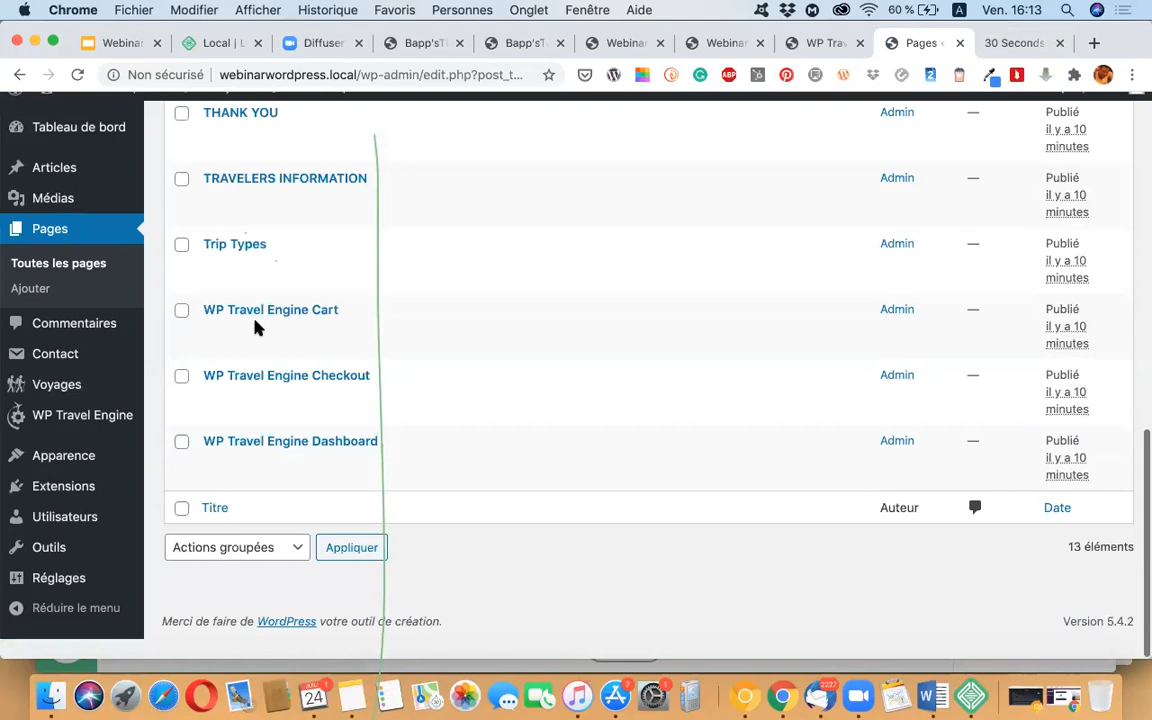 Chrome Fichier Modifier Afficher Historique Favoris Personnes Onglet Fenêtre Aide 60 % A Ven. 16:13
Webinar Local | L Diffuser Bapp'sT Bapp'sT Webinar Webinar WP Trav Pages 30 Seconds
Non sécurisé webinarwordpress.local/wp-admin/edit.php?post_t...
Tableau de bord
Articles
Médias
Pages
Toutes les pages
Ajouter
Commentaires
Contact
Voyages
WP Travel Engine
Apparence
Extensions
Utilisateurs
Outils
Réglages
Réduire le menu
THANK YOU Admin — Publié
il y a 10
minutes
TRAVELERS INFORMATION Admin — Publié
il y a 10
minutes
Trip Types Admin — Publié
il y a 10
minutes
WP Travel Engine Cart Admin — Publié
il y a 10
minutes
WP Travel Engine Checkout Admin — Publié
il y a 10
minutes
WP Travel Engine Dashboard Admin — Publié
il y a 10
minutes
Titre Auteur Date
Actions groupées Appliquer 13 éléments
Merci de faire de WordPress votre outil de création. Version 5.4.2
JUL
24
1
7
2227